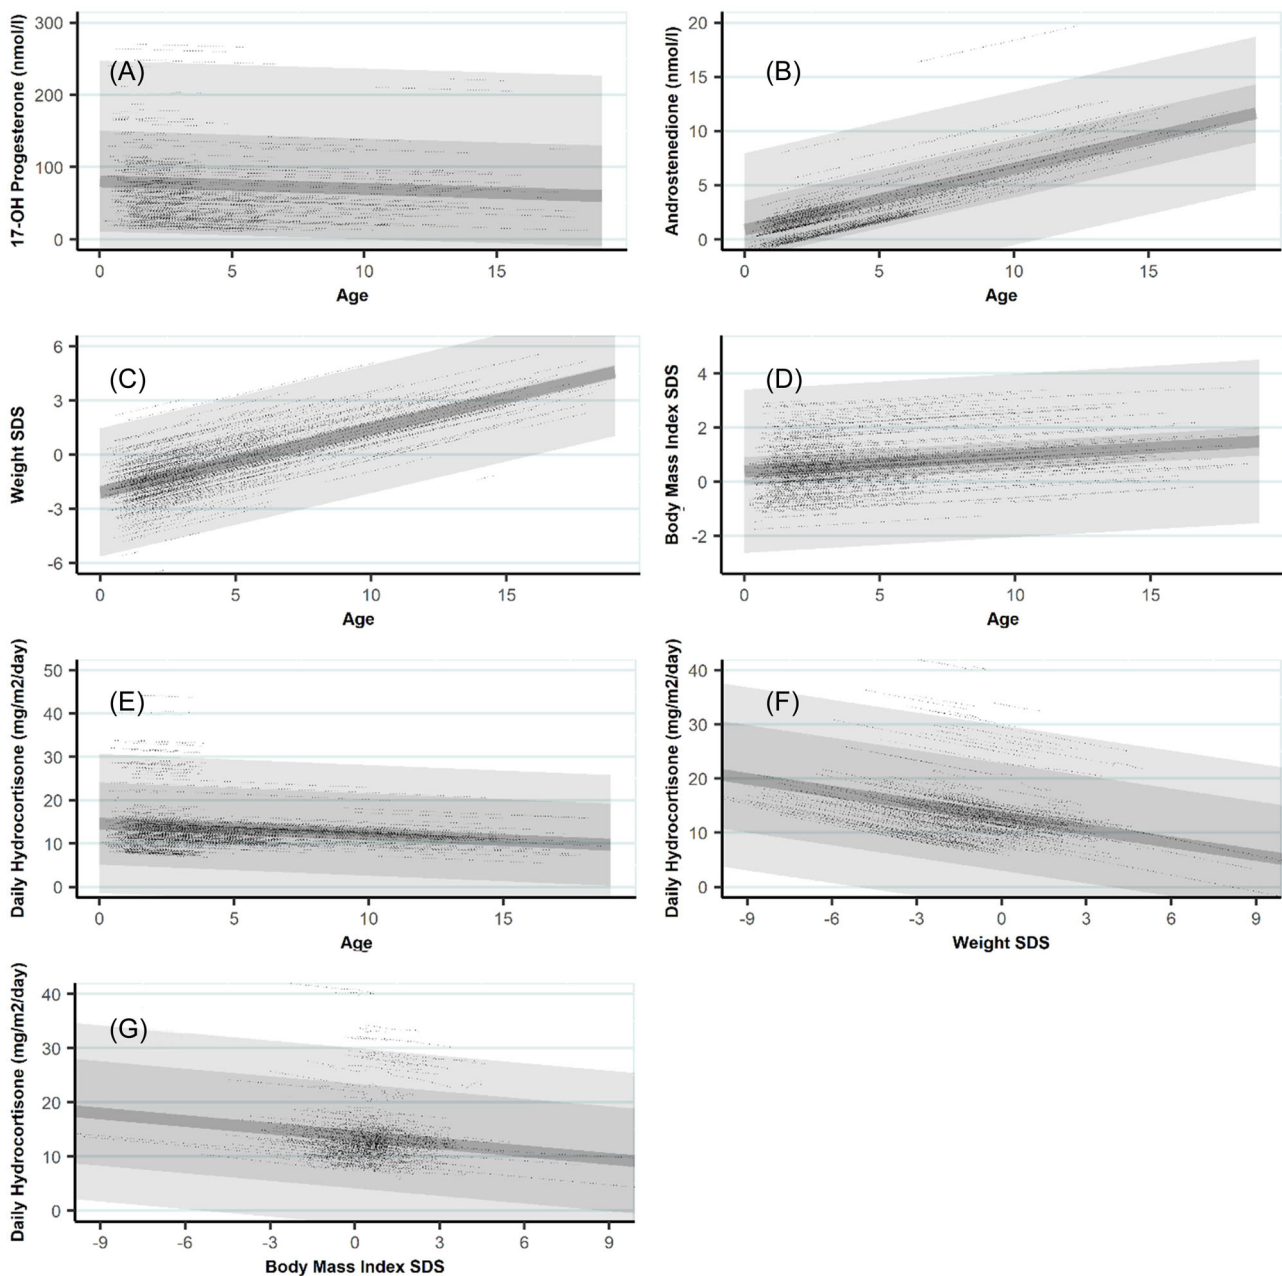 (A)
17-OH Progesterone (nmol/l)
300
200
100
0
0 5 10 15
Age
(B)
Androstenedione (nmol/l)
20
15
10
5
0
0 5 10 15
Age
(C)
Weight SDS
6
3
0
-3
-6
0 5 10 15
Age
(D)
Body Mass Index SDS
4
2
0
-2
0 5 10 15
Age
(E)
Daily Hydrocortisone (mg/m2/day)
50
40
30
20
10
0
0 5 10 15
Age
(F)
Daily Hydrocortisone (mg/m2/day)
40
30
20
10
0
-9 -6 -3 0 3 6 9
Weight SDS
(G)
Daily Hydrocortisone (mg/m2/day)
40
30
20
10
0
-9 -6 -3 0 3 6 9
Body Mass Index SDS